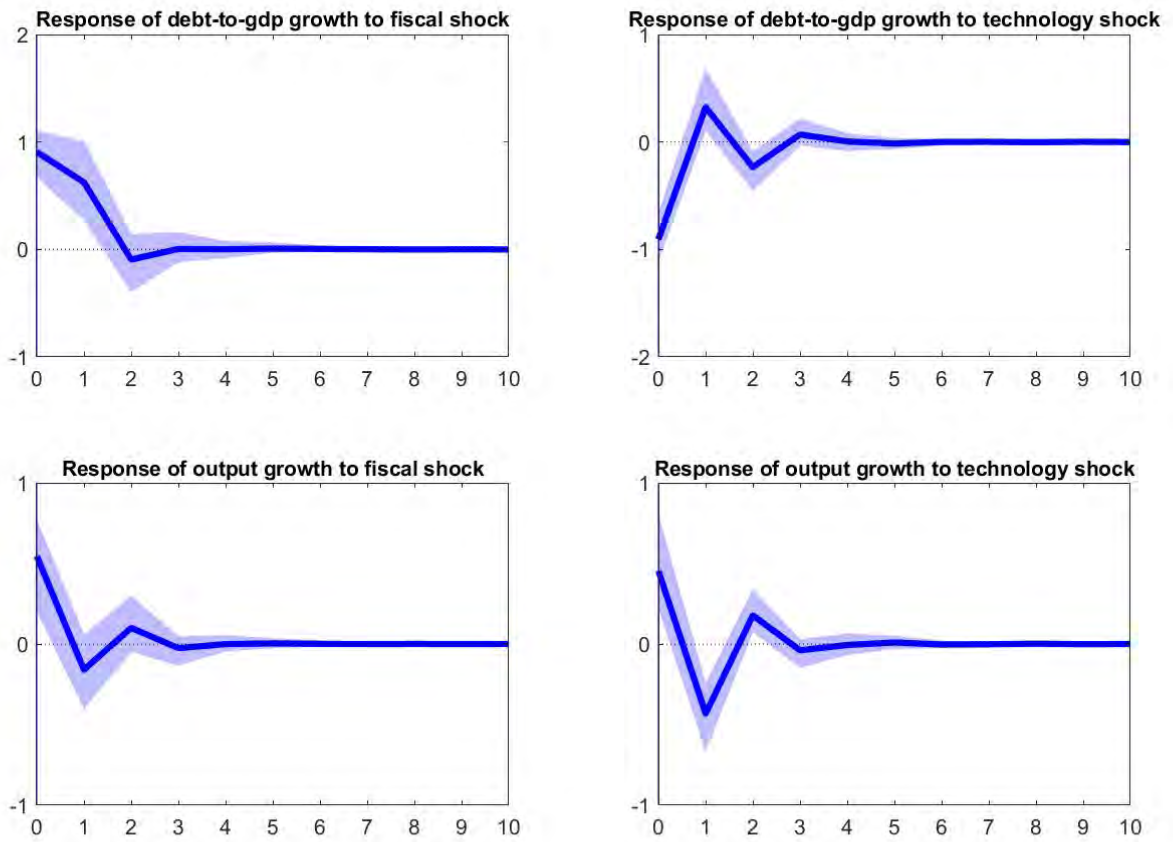 Response of debt-to-gdp growth to fiscal shock
2
1
0
-1
0 1 2 3 4 5 6 7 8 9 10
Response of debt-to-gdp growth to technology shock
1
0
-1
-2
0 1 2 3 4 5 6 7 8 9 10
Response of output growth to fiscal shock
1
0
-1
0 1 2 3 4 5 6 7 8 9 10
Response of output growth to technology shock
1
0
-1
0 1 2 3 4 5 6 7 8 9 10